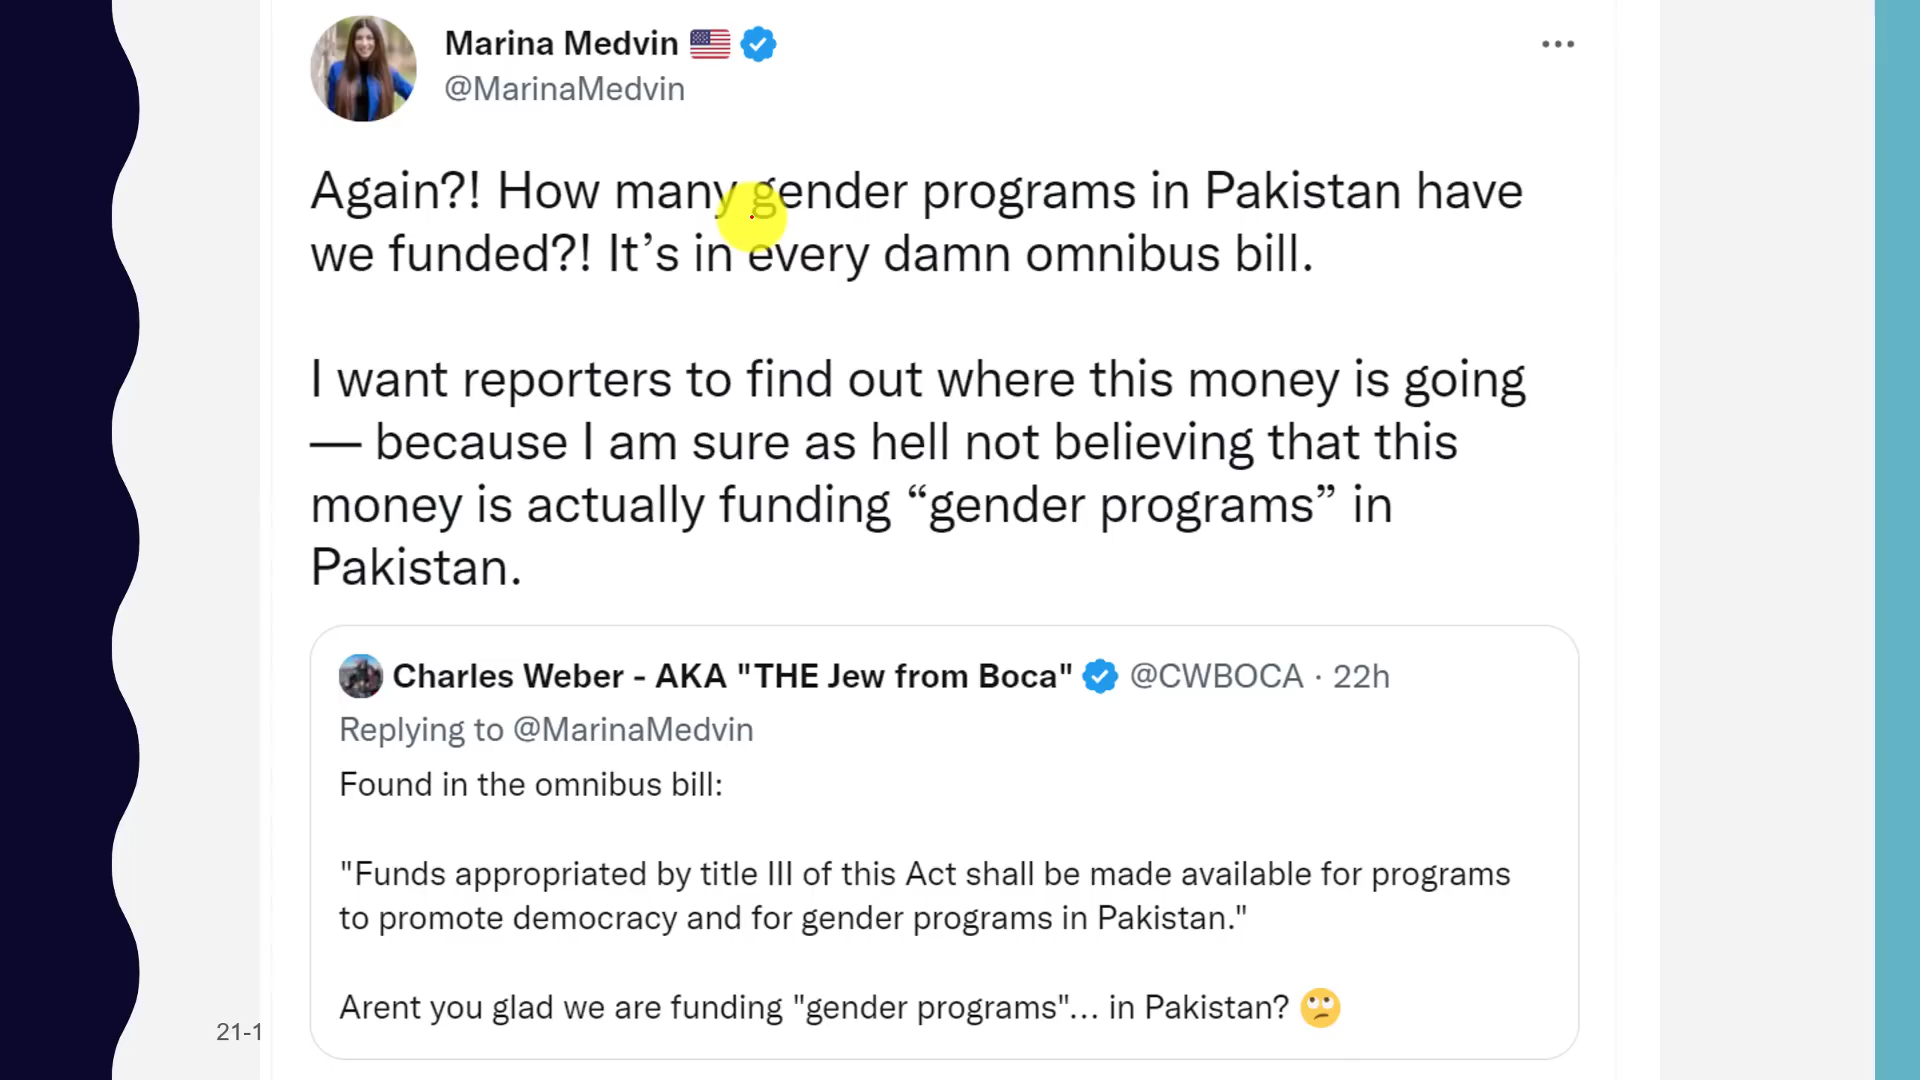 Marina Medvin 🇺🇸
@MarinaMedvin
Again?! How many gender programs in Pakistan have
we funded?! It’s in every damn omnibus bill.
I want reporters to find out where this money is going
— because I am sure as hell not believing that this
money is actually funding “gender programs” in
Pakistan.
Charles Weber - AKA "THE Jew from Boca" @CWBOCA · 22h
Replying to @MarinaMedvin
Found in the omnibus bill:
"Funds appropriated by title III of this Act shall be made available for programs
to promote democracy and for gender programs in Pakistan."
Arent you glad we are funding "gender programs"... in Pakistan? 🙄
21-1